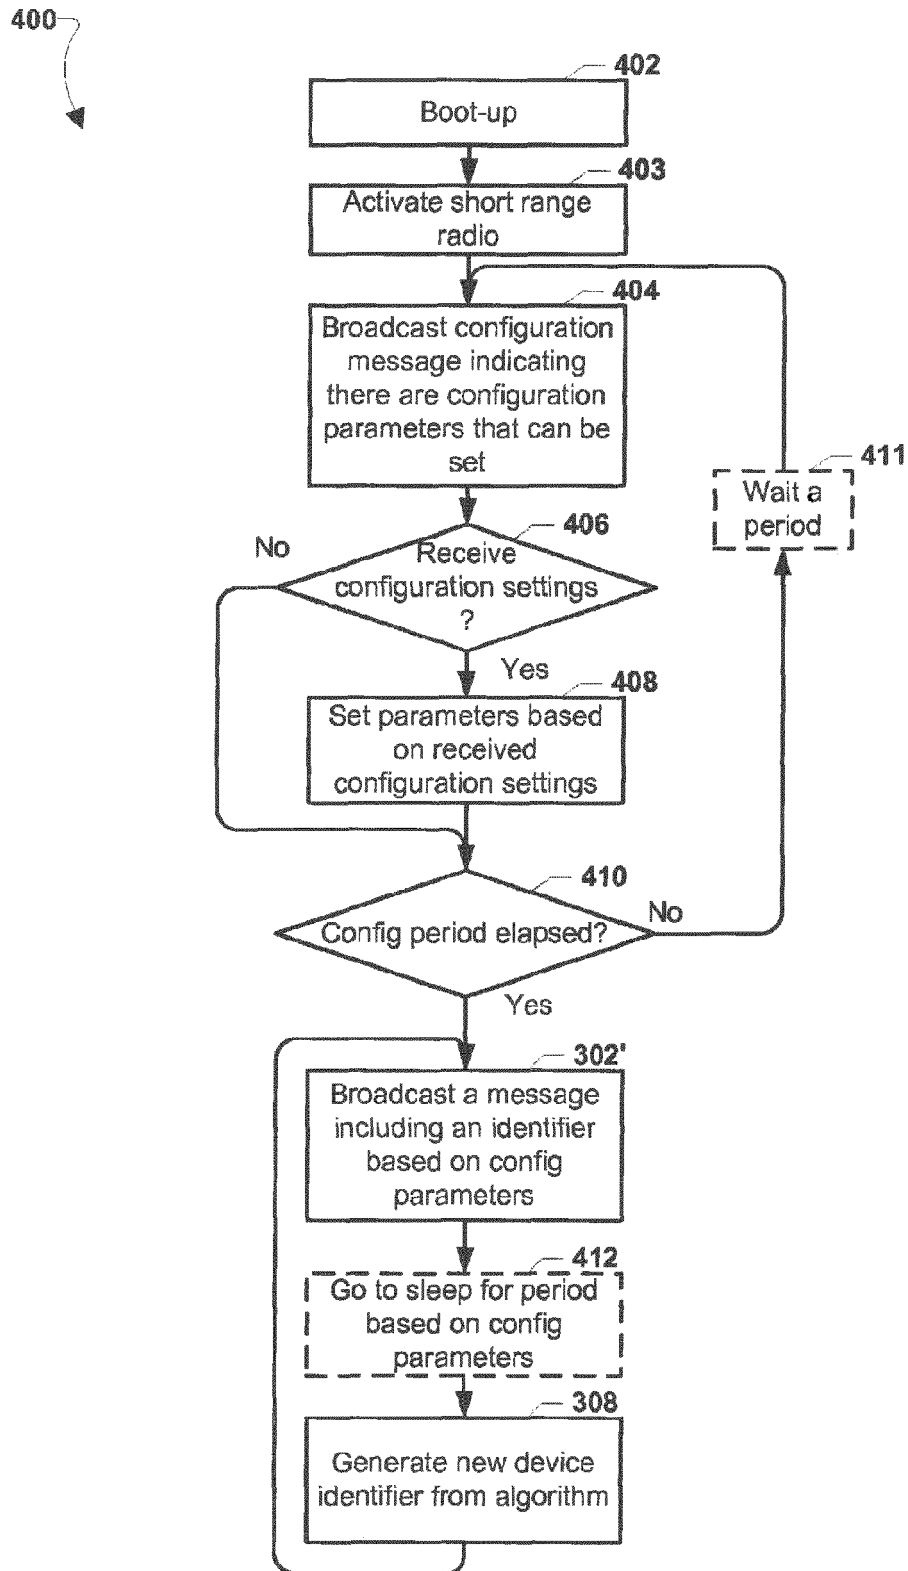 400
402
Boot-up
403
Activate short range
radio
404
Broadcast configuration
message indicating
there are configuration
parameters that can be
set
411
Wait a
period
406
No
Receive
configuration settings
?
Yes
408
Set parameters based
on received
configuration settings
410
No
Config period elapsed?
Yes
302'
Broadcast a message
including an identifier
based on config
parameters
412
Go to sleep for period
based on config
parameters
308
Generate new device
identifier from algorithm